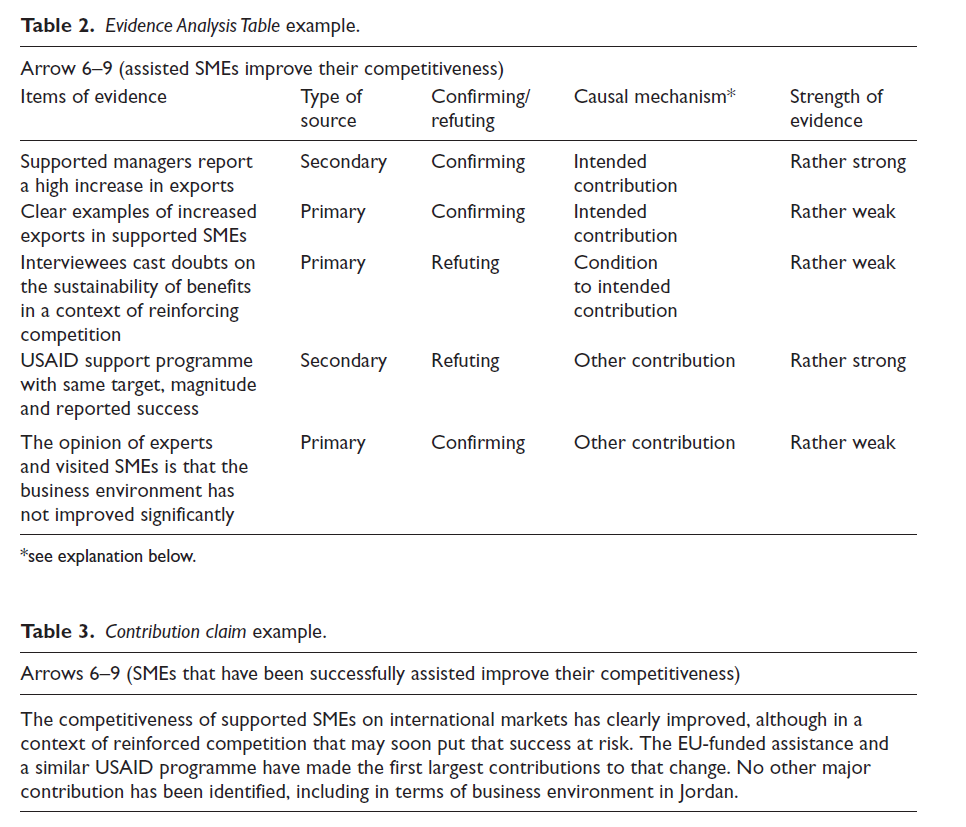 Table 2. Evidence Analysis Table example.
Arrow 6–9 (assisted SMEs improve their competitiveness)
Items of evidence
Type of
source
Confirming/
refuting
Causal mechanism*
Strength of
evidence
Supported managers report
a high increase in exports
Secondary
Confirming
Intended
contribution
Rather strong
Clear examples of increased
exports in supported SMEs
Primary
Confirming
Intended
contribution
Rather weak
Interviewees cast doubts on
the sustainability of benefits
in a context of reinforcing
competition
Primary
Refuting
Condition
to intended
contribution
Rather weak
USAID support programme
with same target, magnitude
and reported success
Secondary
Refuting
Other contribution
Rather strong
The opinion of experts
and visited SMEs is that the
business environment has
not improved significantly
Primary
Confirming
Other contribution
Rather weak
*see explanation below.
Table 3. Contribution claim example.
Arrows 6–9 (SMEs that have been successfully assisted improve their competitiveness)
The competitiveness of supported SMEs on international markets has clearly improved, although in a
context of reinforced competition that may soon put that success at risk. The EU-funded assistance and
a similar USAID programme have made the first largest contributions to that change. No other major
contribution has been identified, including in terms of business environment in Jordan.